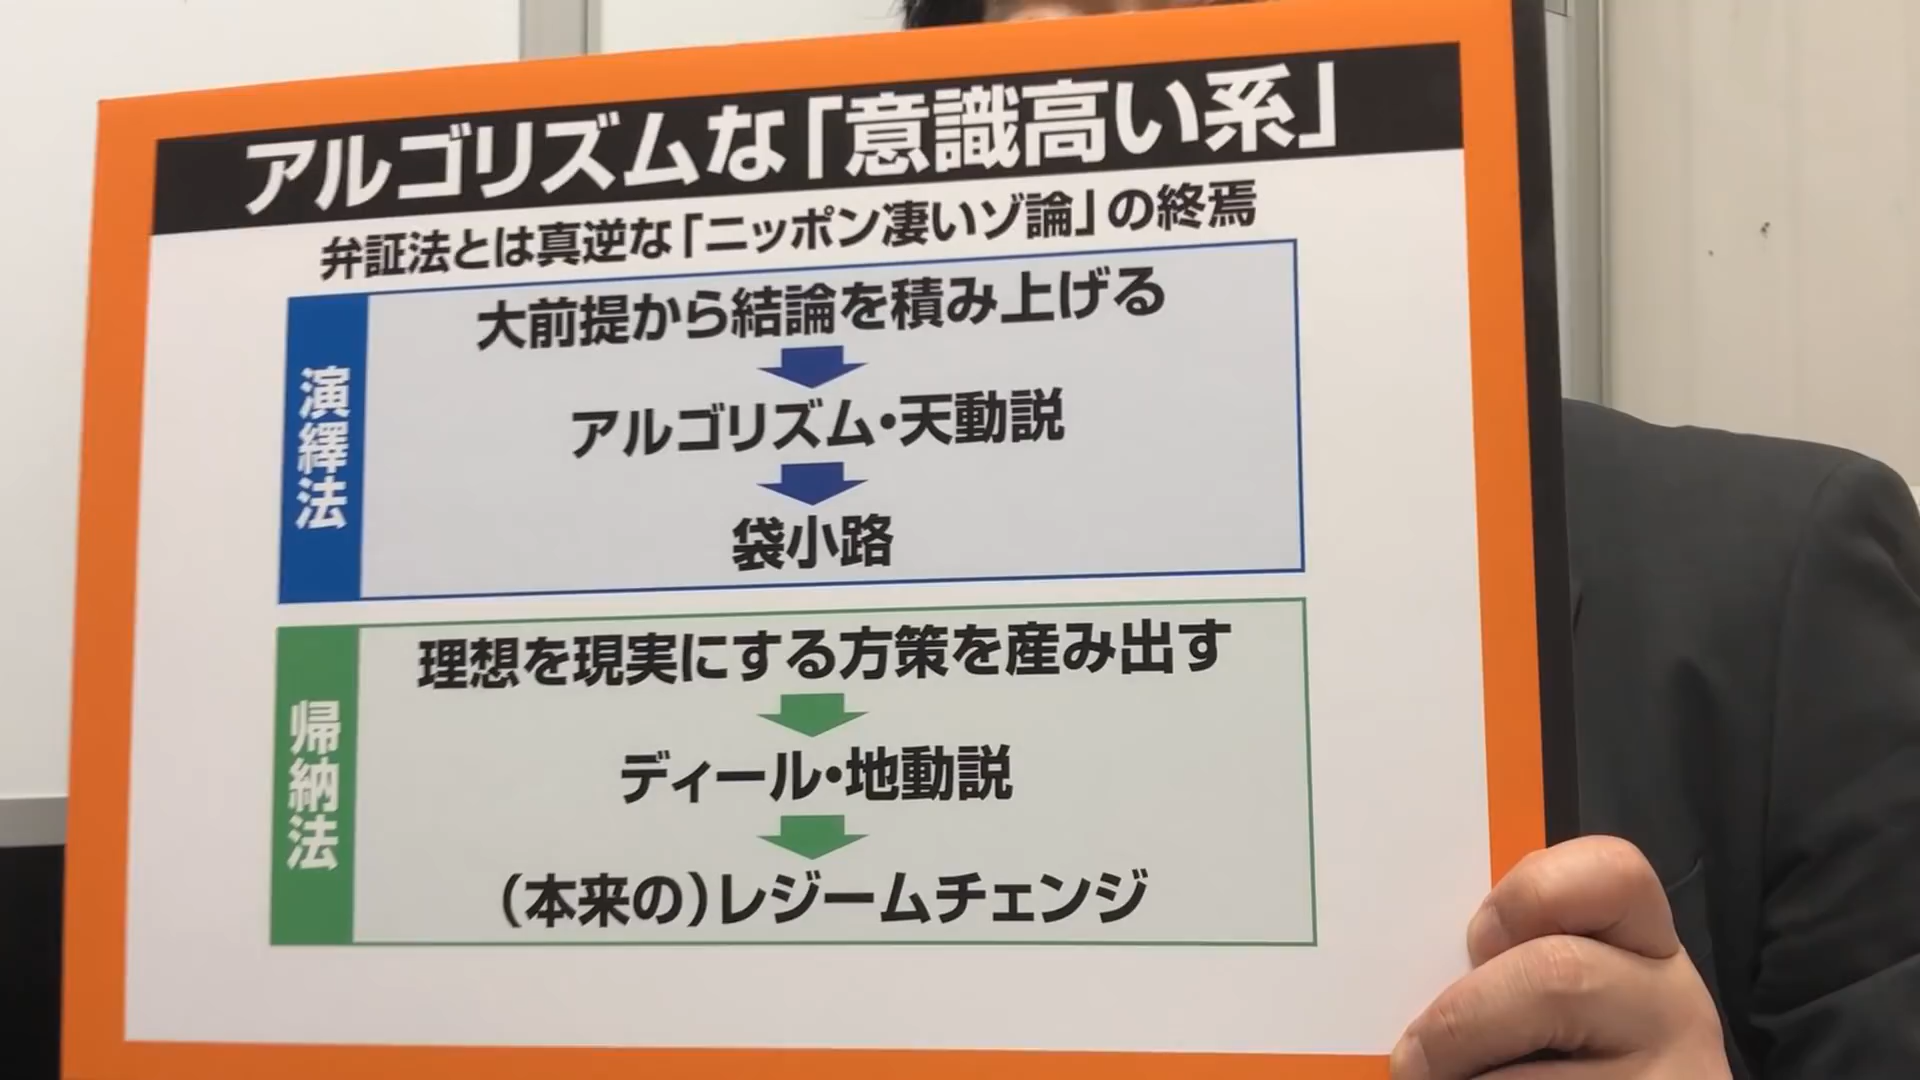 アルゴリズムな「意識高い系」
弁証法とは真逆な「ニッポン凄いゾ論」の終焉
演繹法
大前提から結論を積み上げる
アルゴリズム・天動説
袋小路
帰納法
理想を現実にする方策を産み出す
ディール・地動説
(本来の)レジームチェンジ